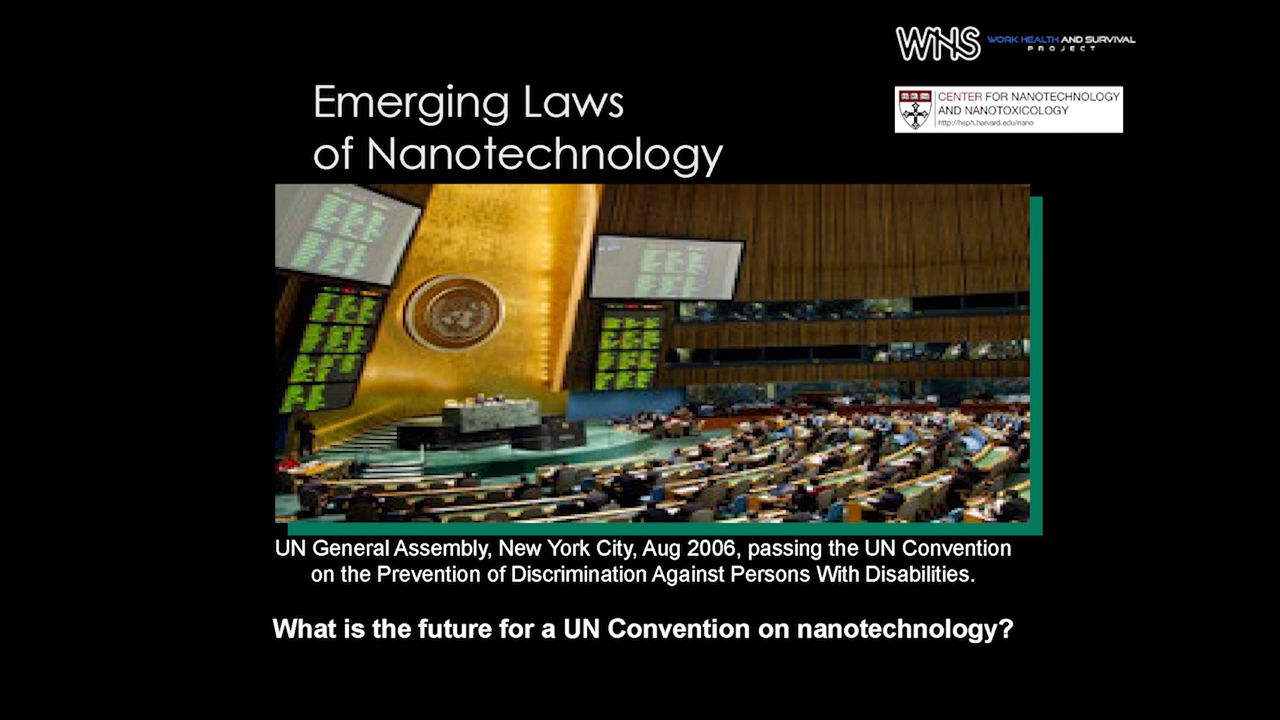 WHS WORK HEALTH AND SURVIVAL
PROJECT
Emerging Laws
of Nanotechnology
CENTER FOR NANOTECHNOLOGY
AND NANOTOXICOLOGY
http://hsph.harvard.edu/nano
UN General Assembly, New York City, Aug 2006, passing the UN Convention
on the Prevention of Discrimination Against Persons With Disabilities.
What is the future for a UN Convention on nanotechnology?